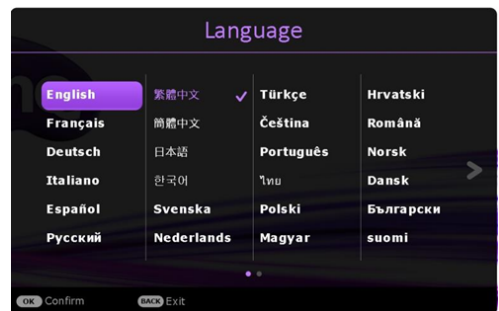 Language
English 繁體中文 Türkçe Hrvatski
Français 簡體中文 Čeština Română
Deutsch 日本語 Português Norsk
Italiano 한국어 ไทย Dansk
Español Svenska Polski Български
Русский Nederlands Magyar suomi
OK Confirm BACK Exit